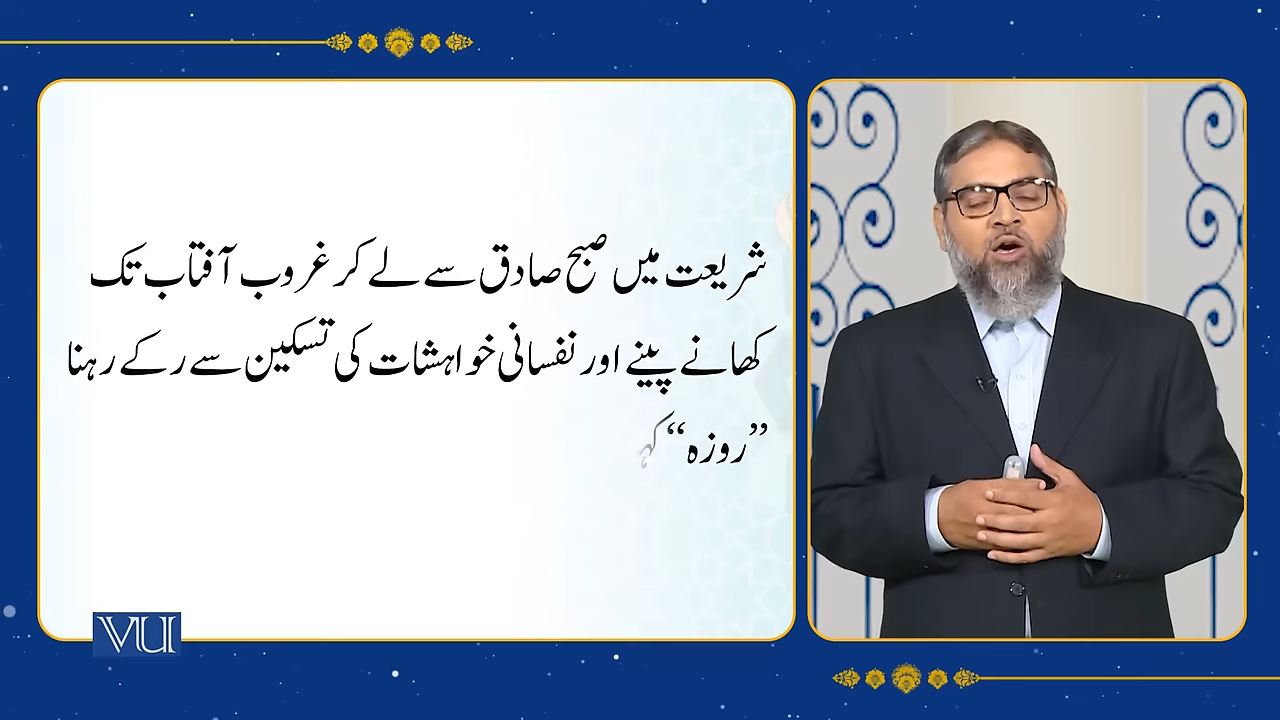 شریعت میں صبح صادق سے لے کر غروب آفتاب تک
کھانے پینے اور نفسانی خواہشات کی تسکین سے رکے رہنا
”روزہ“
VU